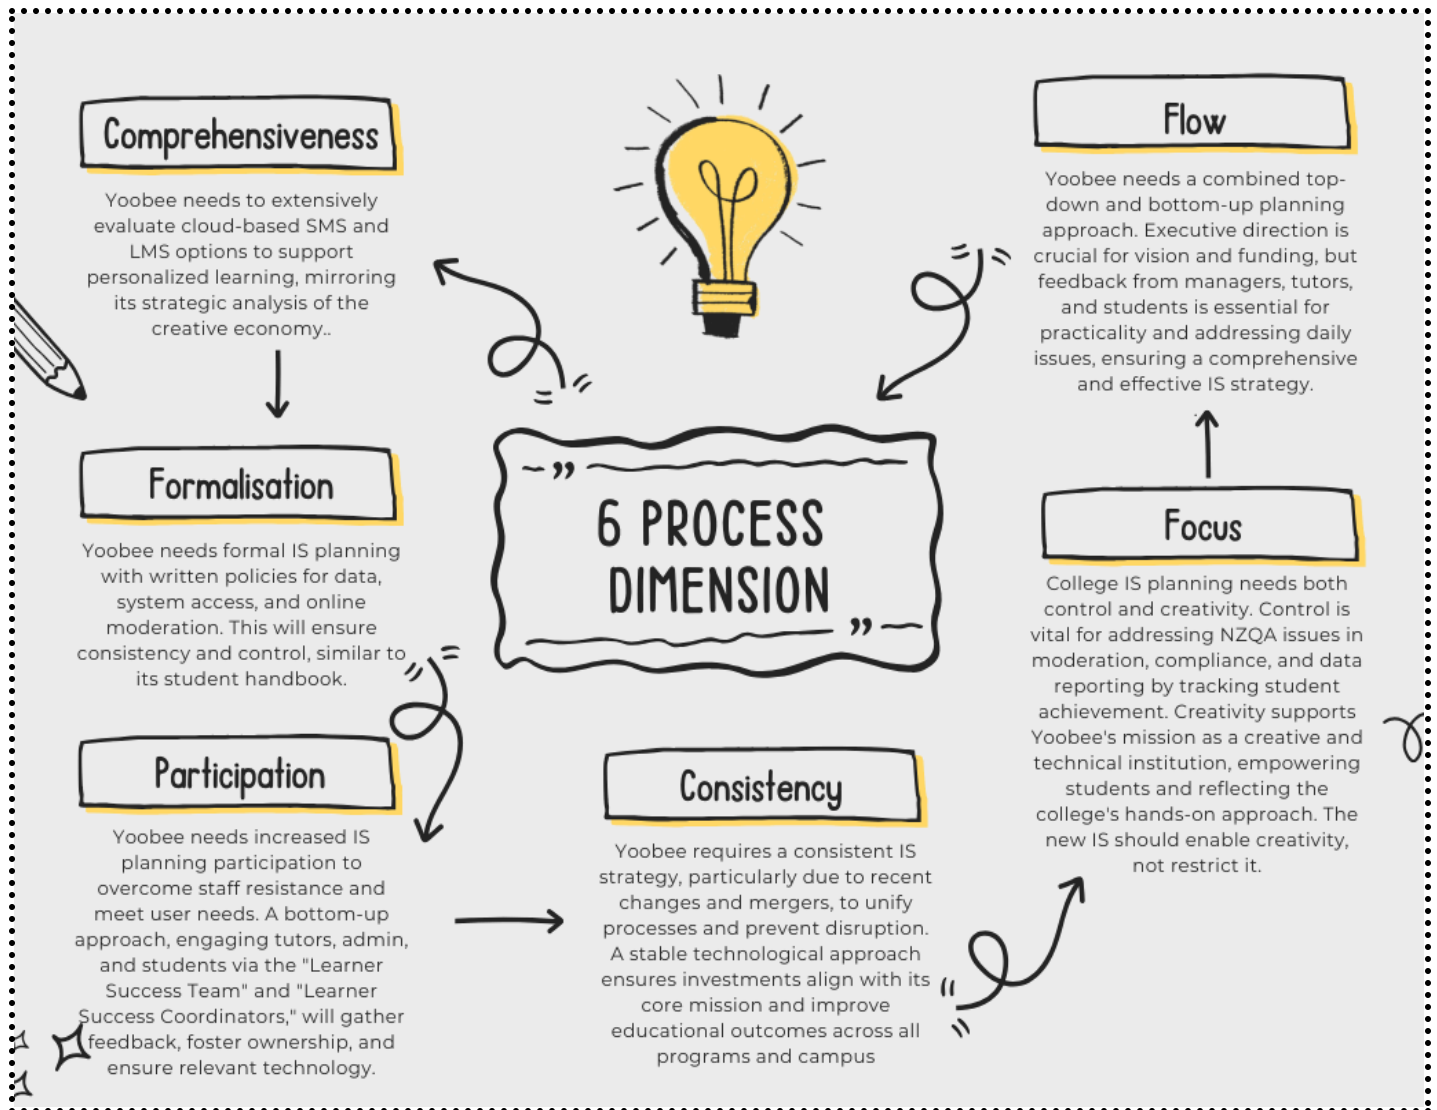 Comprehensiveness
Yoobee needs to extensively
evaluate cloud-based SMS and
LMS options to support
personalized learning, mirroring
its strategic analysis of the
creative economy..
Formalisation
Yoobee needs formal IS planning
with written policies for data,
system access, and online
moderation. This will ensure
consistency and control, similar to
its student handbook.
Participation
Yoobee needs increased IS
planning participation to
overcome staff resistance and
meet user needs. A bottom-up
approach, engaging tutors, admin,
and students via the "Learner
Success Team" and "Learner
Success Coordinators," will gather
feedback, foster ownership, and
ensure relevant technology.
6 PROCESS
DIMENSION
Consistency
Yoobee requires a consistent IS
strategy, particularly due to recent
changes and mergers, to unify
processes and prevent disruption.
A stable technological approach
ensures investments align with its
core mission and improve
educational outcomes across all
programs and campus
Flow
Yoobee needs a combined top-
down and bottom-up planning
approach. Executive direction is
crucial for vision and funding, but
feedback from managers, tutors,
and students is essential for
practicality and addressing daily
issues, ensuring a comprehensive
and effective IS strategy.
Focus
College IS planning needs both
control and creativity. Control is
vital for addressing NZQA issues in
moderation, compliance, and data
reporting by tracking student
achievement. Creativity supports
Yoobee's mission as a creative and
technical institution, empowering
students and reflecting the
college's hands-on approach. The
new IS should enable creativity,
not restrict it.